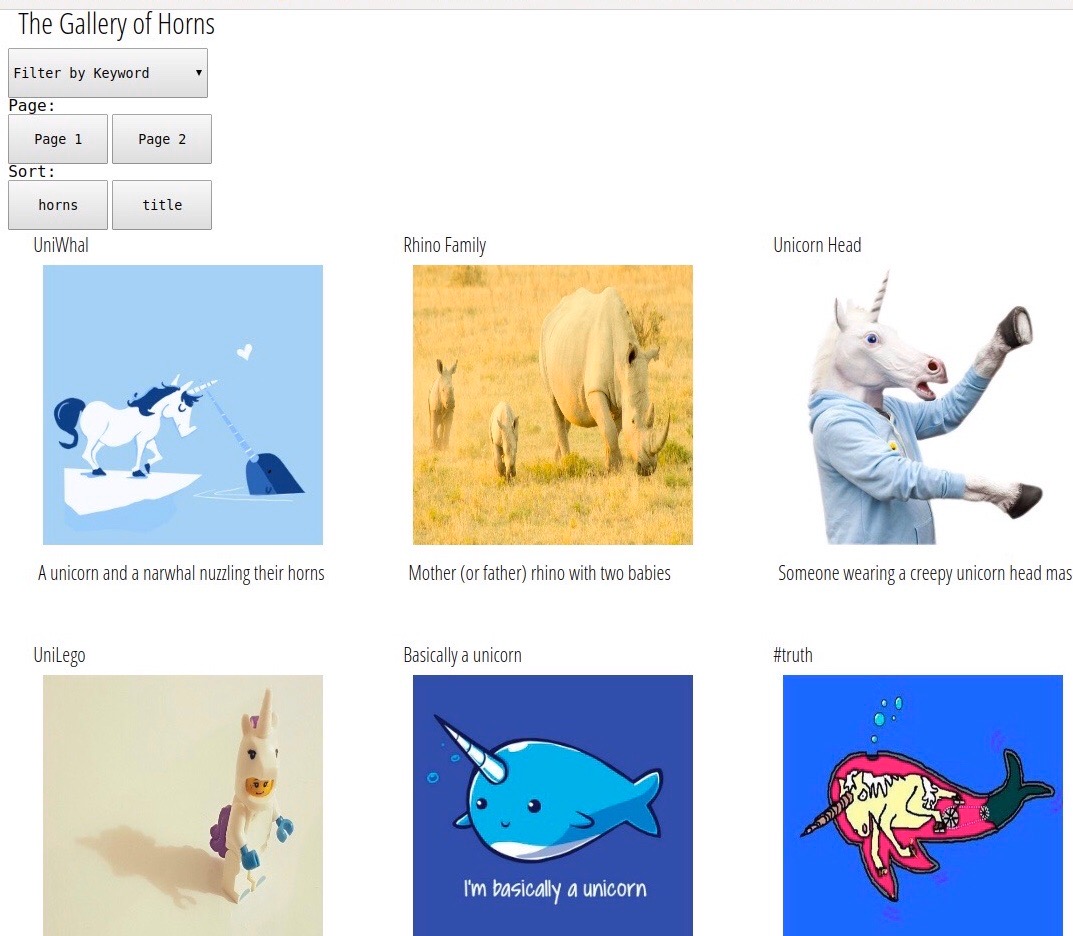 The Gallery of Horns
Filter by Keyword
Page:
Page 1 Page 2
Sort:
horns title
UniWhal Rhino Family Unicorn Head
A unicorn and a narwhal nuzzling their horns Mother (or father) rhino with two babies Someone wearing a creepy unicorn head mas
UniLego Basically a unicorn #truth
I'm basically a unicorn